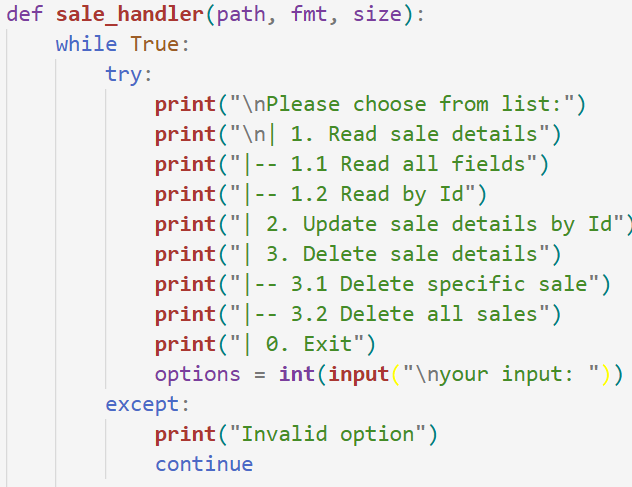 def sale_handler(path, fmt, size):
    while True:
        try:
            print("\nPlease choose from list:")
            print("\n| 1. Read sale details")
            print("|-- 1.1 Read all fields")
            print("|-- 1.2 Read by Id")
            print("| 2. Update sale details by Id")
            print("| 3. Delete sale details")
            print("|-- 3.1 Delete specific sale")
            print("|-- 3.2 Delete all sales")
            print("| 0. Exit")
            options = int(input("\nyour input: "))
        except:
            print("Invalid option")
            continue